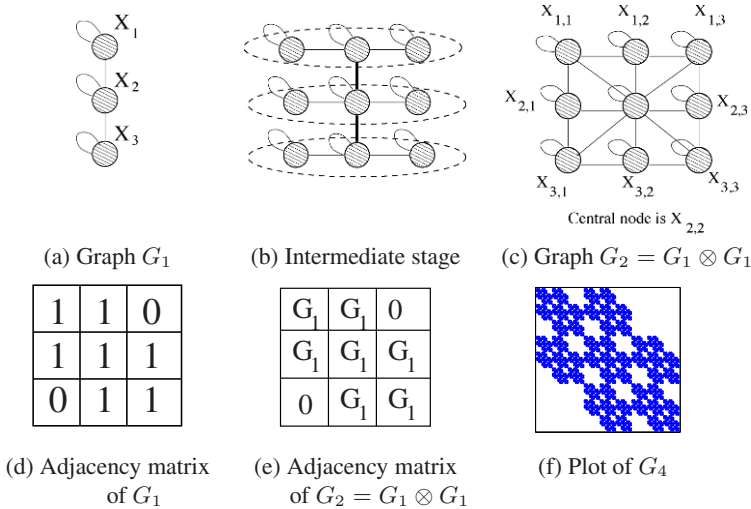 X1
X2
X3
X1,1
X1,2
X1,3
X2,1
X2,3
X3,1
X3,2
X3,3
Central node is X2,2
(a) Graph G1
(b) Intermediate stage
(c) Graph G2 = G1 ⊗ G1
1 1 0
1 1 1
0 1 1
G1 G1 0
G1 G1 G1
0 G1 G1
(d) Adjacency matrix
of G1
(e) Adjacency matrix
of G2 = G1 ⊗ G1
(f) Plot of G4